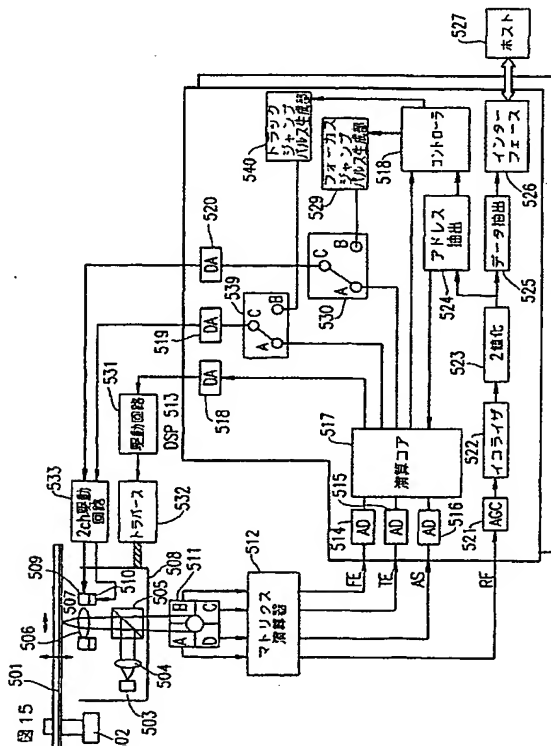 図15
501
02
503
504
505
506
507
508
509
510
511
A
B
C
D
533
2ch駆動
回路
532
トラバース
531
駆動回路
DSP 513
512
マトリクス
演算器
FE
TE
AS
RF
514
AD
515
AD
516
AD
517
演算コア
518
DA
519
DA
520
DA
539
A
C
B
530
A
C
B
540
トラック
ジャンプ
パルス生成部
529
フォーカス
ジャンプ
パルス生成部
518
コントローラ
521
AGC
522
イコライザ
523
2値化
524
アドレス
抽出
525
データ抽出
526
インター
フェース
527
ホスト